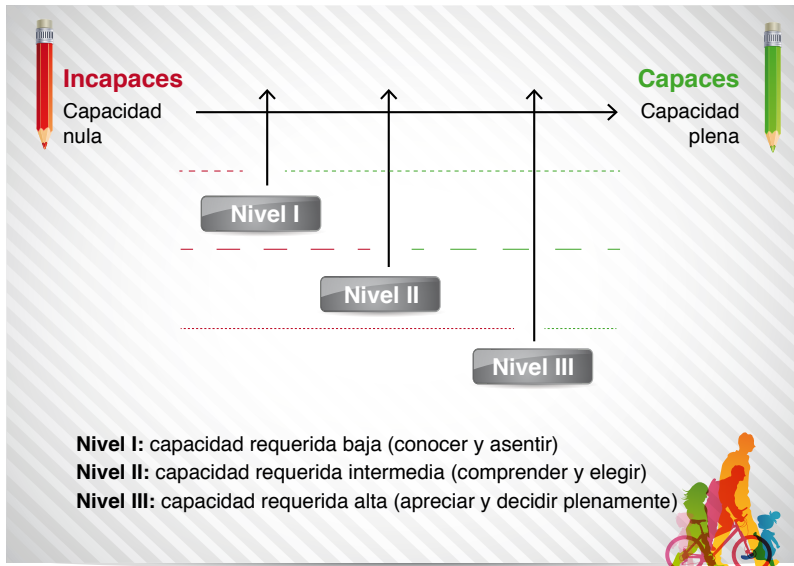 Incapaces
Capacidad
nula
Capaces
Capacidad
plena
Nivel I
Nivel II
Nivel III
Nivel I: capacidad requerida baja (conocer y asentir)
Nivel II: capacidad requerida intermedia (comprender y elegir)
Nivel III: capacidad requerida alta (apreciar y decidir plenamente)